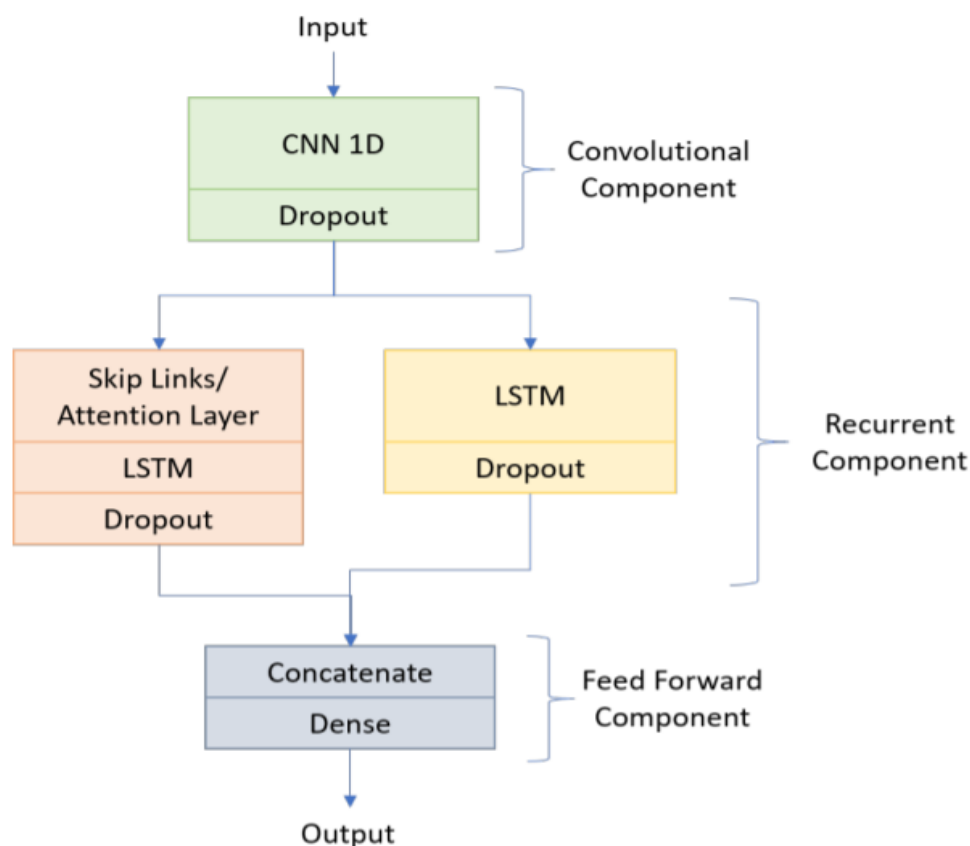 Input
CNN 1D
Dropout
Convolutional
Component
Skip Links/
Attention Layer
LSTM
Dropout
LSTM
Dropout
Recurrent
Component
Concatenate
Dense
Feed Forward
Component
Output